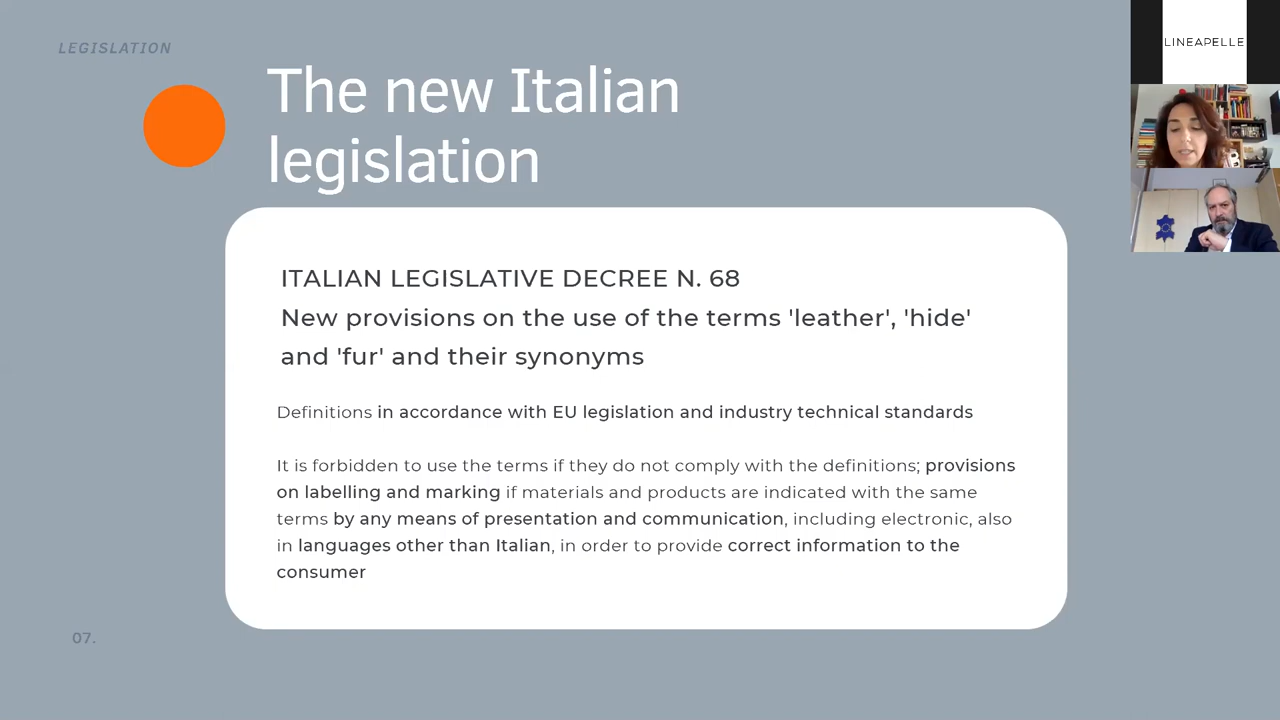 LEGISLATION
The new Italian
legislation
ITALIAN LEGISLATIVE DECREE N. 68
New provisions on the use of the terms 'leather', 'hide'
and 'fur' and their synonyms
Definitions in accordance with EU legislation and industry technical standards
It is forbidden to use the terms if they do not comply with the definitions; provisions
on labelling and marking if materials and products are indicated with the same
terms by any means of presentation and communication, including electronic, also
in languages other than Italian, in order to provide correct information to the
consumer
07.
LINEAPELLE